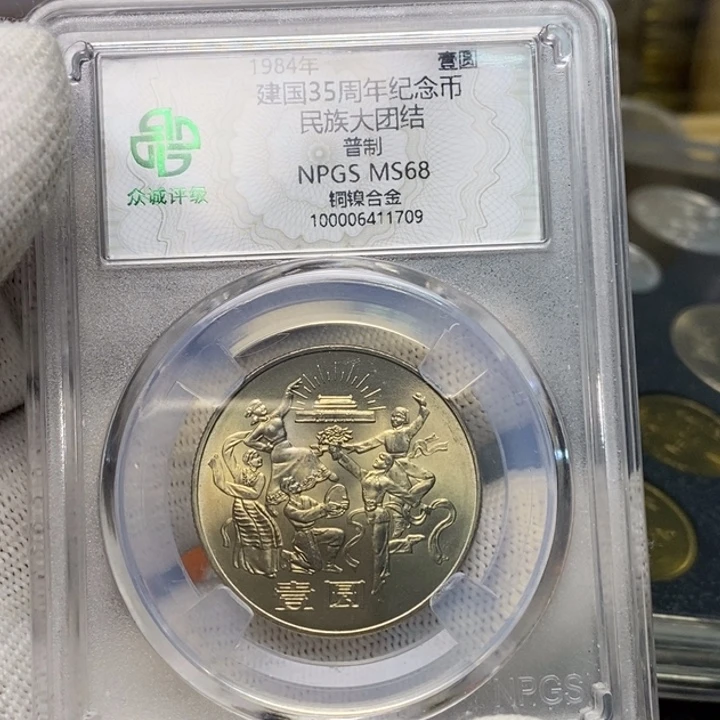 1984年 壹圆
建国35周年纪念币
民族大团结
普制
NPGS MS68
铜镍合金
100006411709
众诚评级
壹圆
NPGS